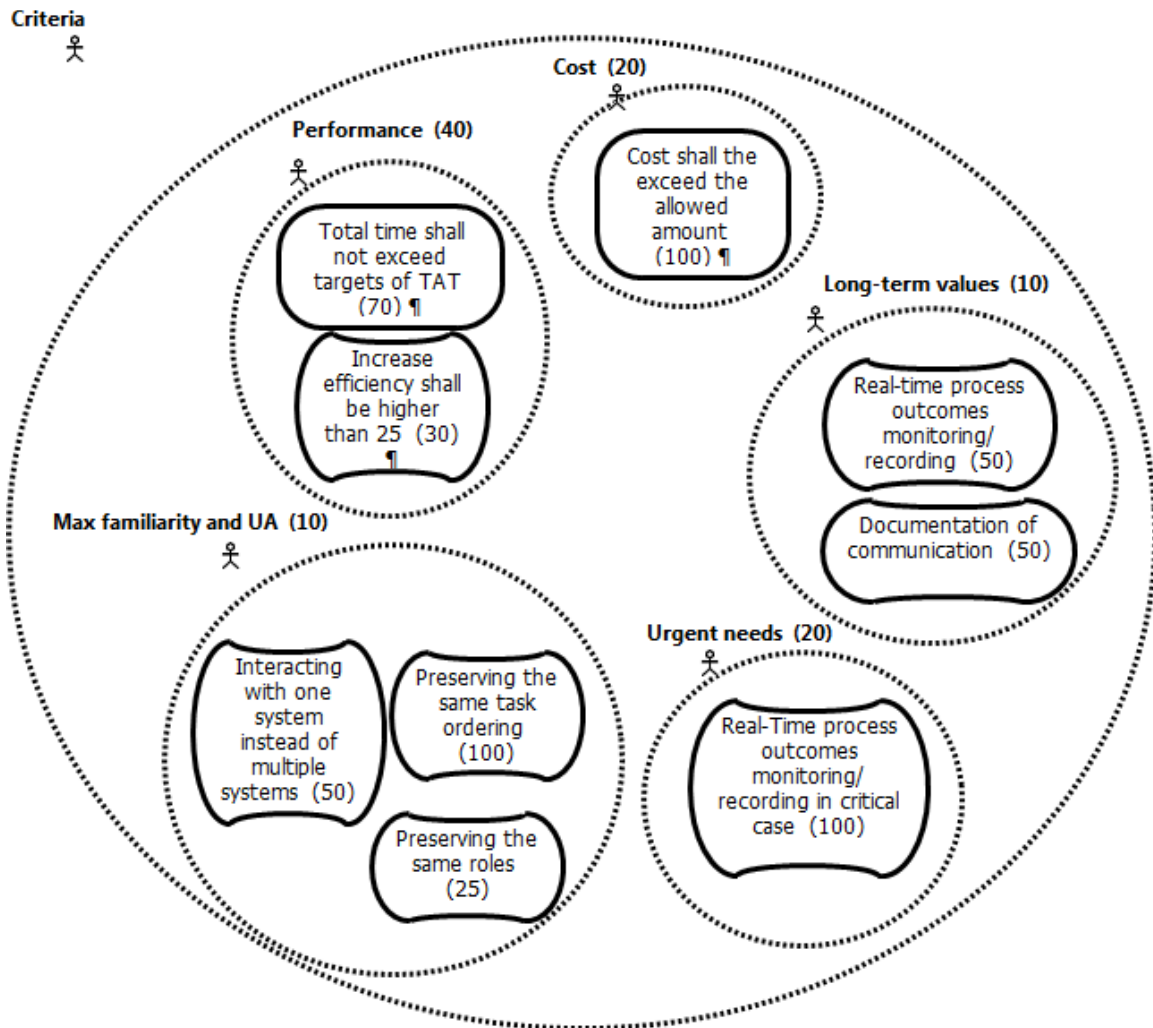 Criteria
Cost (20)
Cost shall the
exceed the
allowed
amount
(100) ¶
Performance (40)
Total time shall
not exceed
targets of TAT
(70) ¶
Increase
efficiency shall
be higher
than 25 (30)
¶
Long-term values (10)
Real-time process
outcomes
monitoring/
recording (50)
Documentation of
communication (50)
Max familiarity and UA (10)
Interacting
with one
system
instead of
multiple
systems (50)
Preserving the
same task
ordering
(100)
Preserving the
same roles
(25)
Urgent needs (20)
Real-Time process
outcomes
monitoring/
recording in critical
case (100)